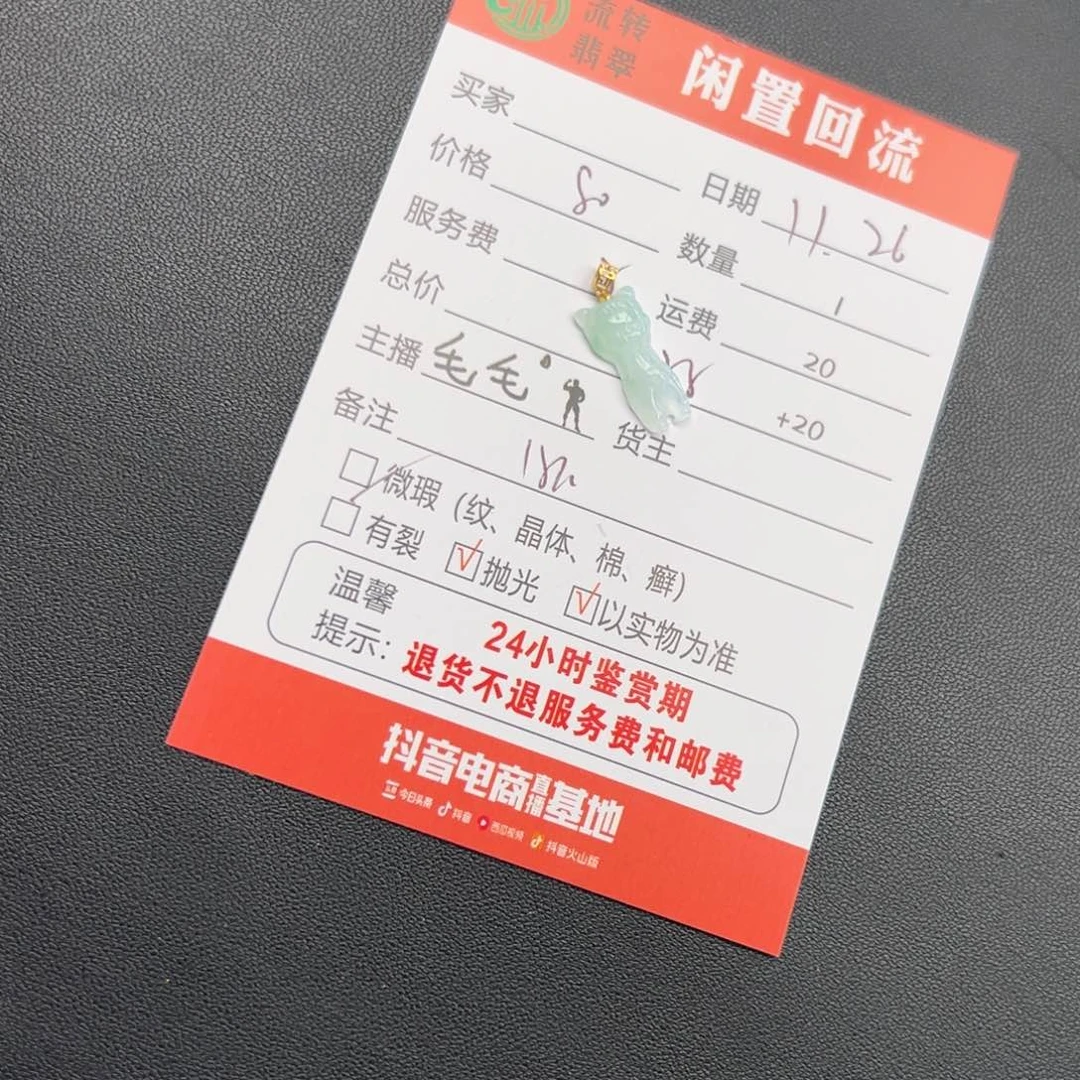 流转
翡翠
闲置回流
买家
日期 11. 26
价格 80
数量 1
服务费
运费 20
总价
+20
主播 毛毛
货主
备注 18k
微瑕（纹、晶体、棉、癣）
有裂 √抛光 √以实物为准
温馨
提示：
24小时鉴赏期
退货不退服务费和邮费
抖音电商直播基地
头条 今日头条 抖音 西瓜视频 抖音火山版